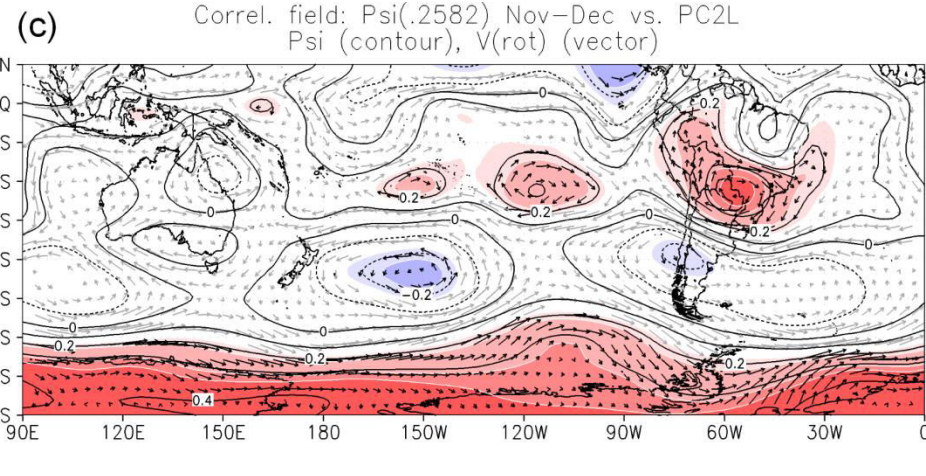 (c)
Correl. field: Psi(.2582) Nov-Dec vs. PC2L
Psi (contour), V(rot) (vector)
N
Q
S
S
S
S
S
S
S
S
0
0.2
0.2
0.2
0.2
0
0
0
-0.2
0
0
0.2
0.2
0.2
0.4
90E 120E 150E 180 150W 120W 90W 60W 30W 0